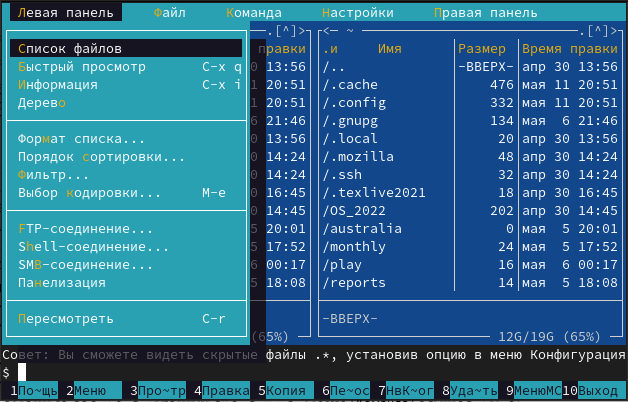 Левая панель Файл Команда Настройки Правая панель
.[^]> <─ ~ .[^]>
Список файлов правки .и Имя Размер Время правки
Быстрый просмотр C-x q 0 13:56 /.. -ВВЕРХ- апр 30 13:56
Информация C-x i 1 20:51 /.cache 476 мая 11 20:51
Дерево 1 20:51 /.config 332 мая 11 20:51
6 21:46 /.gnupg 134 мая 6 21:46
Формат списка... 0 13:56 /.local 20 апр 30 13:56
Порядок сортировки... 0 14:24 /.mozilla 48 апр 30 14:24
Фильтр... 0 14:24 /.ssh 32 апр 30 14:24
Выбор кодировки... M-e 0 16:45 /.texlive2021 18 апр 30 16:45
0 14:45 /OS_2022 202 апр 30 14:45
FTP-соединение... 5 20:01 /australia 0 мая 5 20:01
Shell-соединение... 5 17:52 /monthly 24 мая 5 17:52
SMB-соединение... 6 00:17 /play 16 мая 6 00:17
Панелизация 5 18:08 /reports 14 мая 5 18:08
Пересмотреть C-r -ВВЕРХ-
(65%) 12G/19G (65%)
Совет: Вы сможете видеть скрытые файлы .*, установив опцию в меню Конфигурация
$
1По~щь 2Меню 3Про~тр 4Правка 5Копия 6Пе~ос 7НвК~ог 8Уда~ть 9МенюMC 10Выход